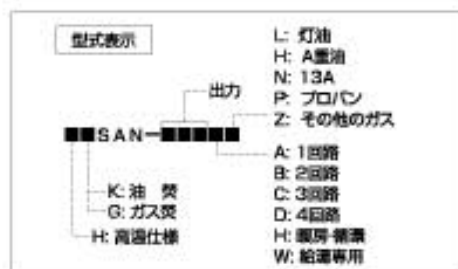 型式表示
L: 灯油
H: A重油
N: 13A
P: プロパン
Z: その他のガス
出力
■■SAN-■■■■■
A: 1回路
B: 2回路
C: 3回路
D: 4回路
H: 暖房・循環
W: 給湯専用
K: 油 焚
G: ガス焚
H: 高温仕様